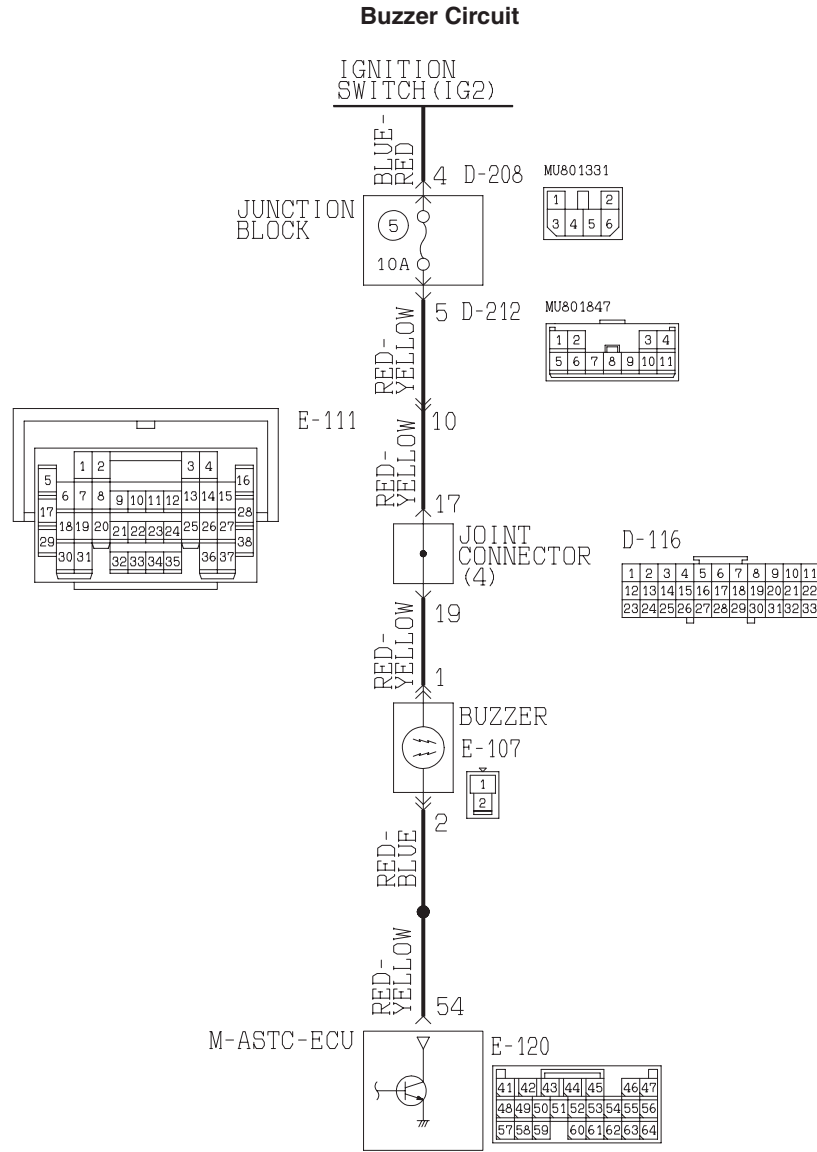 Buzzer Circuit
IGNITION
SWITCH(IG2)
BLUE-
RED
4 D-208 MU801331
1 2
3 4 5 6
JUNCTION
BLOCK
5
10A
5 D-212 MU801847
1 2 3 4
5 6 7 8 9 10 11
RED-
YELLOW
10
E-111
1 2 3 4
5 16
6 7 8 9 10 11 12 13 14 15
17 28
18 19 20 21 22 23 24 25 26 27
29 38
30 31 32 33 34 35 36 37
RED-
YELLOW
17
JOINT
CONNECTOR
(4)
D-116
1 2 3 4 5 6 7 8 9 10 11
12 13 14 15 16 17 18 19 20 21 22
23 24 25 26 27 28 29 30 31 32 33
19
RED-
YELLOW
1
BUZZER
E-107
1
2
2
RED-
BLUE
RED-
YELLOW
54
M-ASTC-ECU
E-120
41 42 43 44 45 46 47
48 49 50 51 52 53 54 55 56
57 58 59 60 61 62 63 64